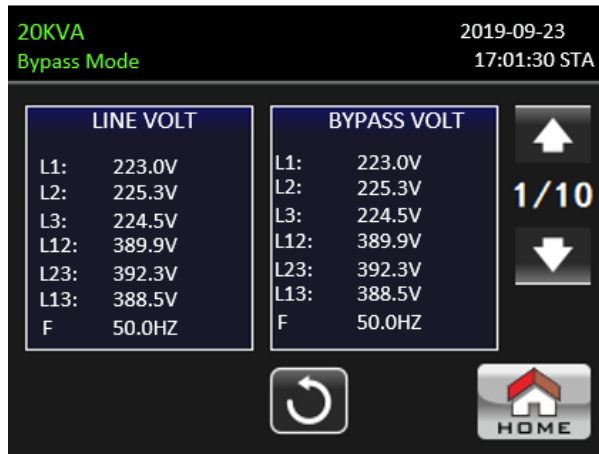 20KVA
2019-09-23
Bypass Mode
17:01:30 STA
LINE VOLT
L1: 223.0V
L2: 225.3V
L3: 224.5V
L12: 389.9V
L23: 392.3V
L13: 388.5V
F 50.0HZ
BYPASS VOLT
L1: 223.0V
L2: 225.3V
L3: 224.5V
L12: 389.9V
L23: 392.3V
L13: 388.5V
F 50.0HZ
1/10
HOME